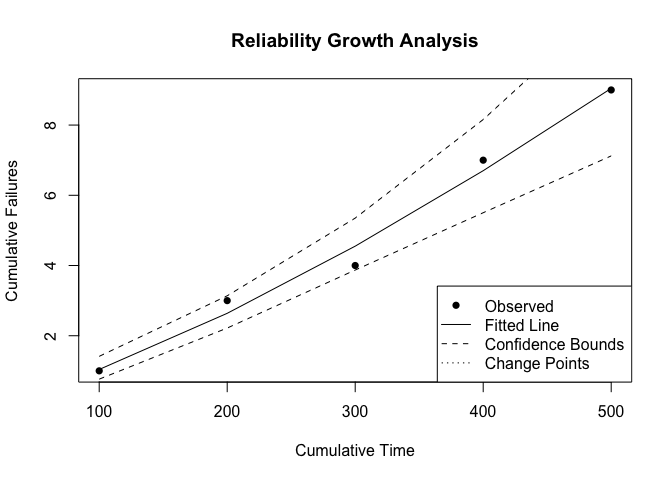 Reliability Growth Analysis
Cumulative Failures
8
6
4
2
Observed
Fitted Line
Confidence Bounds
Change Points
100 200 300 400 500
Cumulative Time